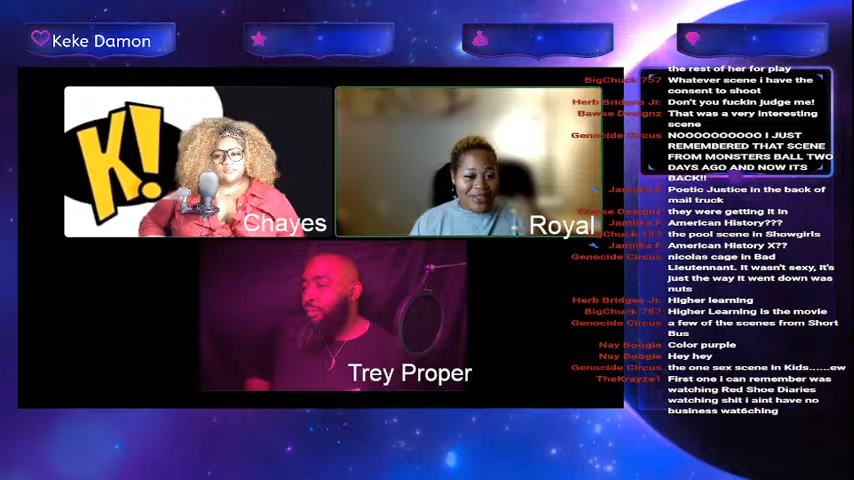 Keke Damon
K!
Chayes
Royal
Trey Proper
the rest of her for play
BigChuck 757 Whatever scene i have the
consent to shoot
Herb Bridges Jr. Don't you fuckin judge me!
Bawse Designz That was a very interesting
scene
Genocide Circus NOOOOOOOOOO I JUST
REMEMBERED THAT SCENE
FROM MONSTERS BALL TWO
DAYS AGO AND NOW ITS
BACK!!
Jamiika F. Poetic Justice in the back of
mail truck
Bawse Designz they were getting it in
Jamiika F. American History???
BigChuck 757 the pool scene in Showgirls
Jamiika F. American History X??
Genocide Circus nicolas cage in Bad
Lieutennant. It wasn't sexy, it's
just the way it went down was
nuts
Herb Bridges Jr. Higher learning
BigChuck 757 Higher Learning is the movie
Genocide Circus a few of the scenes from Short
Bus
Nay Boogie Color purple
Nay Boogie Hey hey
Genocide Circus the one sex scene in Kids......ew
TheKrayze1 First one i can remember was
watching Red Shoe Diaries
watching shit i aint have no
business wat6ching